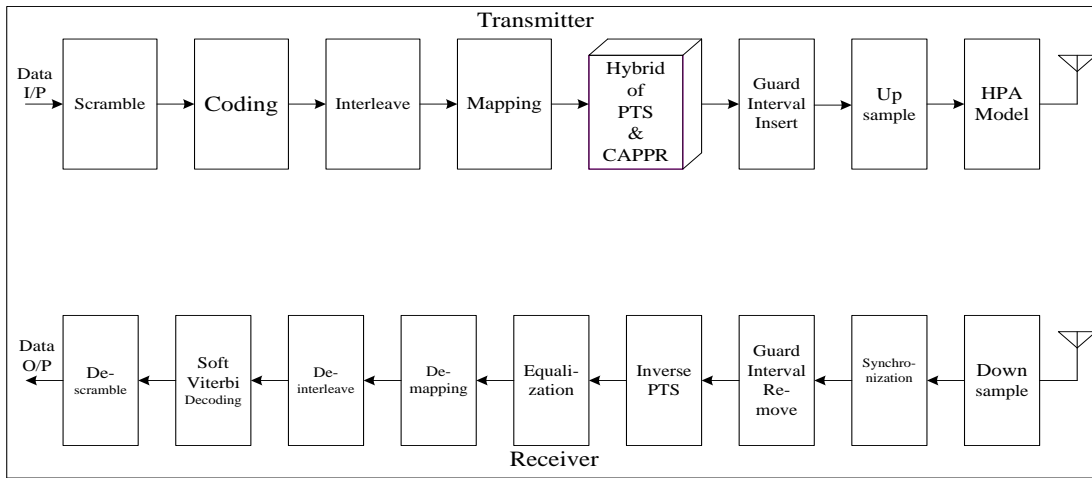 Transmitter
Data
I/P
Scramble
Coding
Interleave
Mapping
Hybrid
of
PTS
&
CAPPR
Guard
Interval
Insert
Up
sample
HPA
Model
Data
O/P
De-
scramble
Soft
Viterbi
Decoding
De-
interleave
De-
mapping
Equali-
zation
Inverse
PTS
Guard
Interval
Re-
move
Synchro-
nization
Down
sample
Receiver